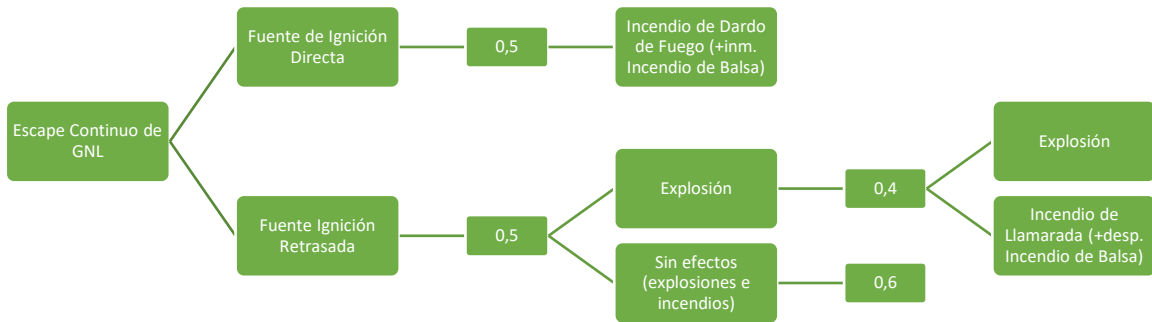 Escape Continuo de
GNL
Fuente de Ignición
Directa
0,5
Incendio de Dardo
de Fuego (+inm.
Incendio de Balsa)
Fuente Ignición
Retrasada
0,5
Explosión
0,4
Explosión
Incendio de
Llamarada (+desp.
Incendio de Balsa)
Sin efectos
(explosiones e
incendios)
0,6